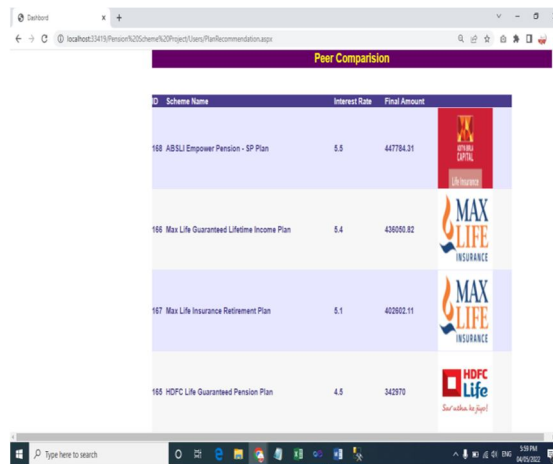 Dashbord
localhost:33419/Pension%20Scheme%20Project/Users/PlanRecommendation.aspx
Peer Comparision
ID Scheme Name Interest Rate Final Amount
168 ABSLI Empower Pension - SP Plan 5.5 447784.31
ADITYA BIRLA
CAPITAL
Life Insurance
166 Max Life Guaranteed Lifetime Income Plan 5.4 436050.82
MAX
LIFE
INSURANCE
167 Max Life Insurance Retirement Plan 5.1 402602.11
MAX
LIFE
INSURANCE
165 HDFC Life Guaranteed Pension Plan 4.5 342970
HDFC
Life
Sar utha ke jiyo!
Type here to search
ENG
5:59 PM
04/05/2022